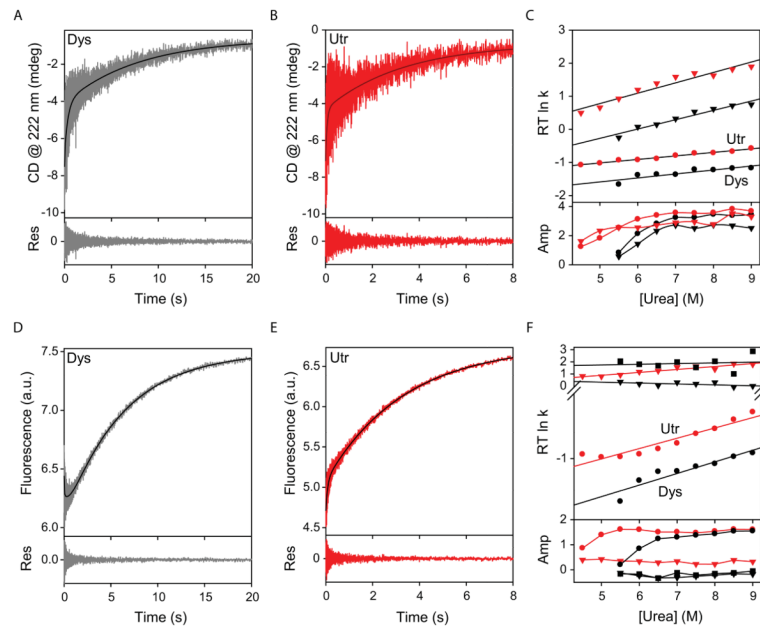 A
Dys
CD @ 222 nm (mdeg)
0
-2
-4
-6
-8
-10
Res
0
0
5
10
15
20
Time (s)
B
Utr
CD @ 222 nm (mdeg)
0
-2
-4
-6
-8
-10
Res
0
0
2
4
6
8
Time (s)
C
RT ln k
3
2
1
0
-1
-2
Utr
Dys
Amp
4
2
0
5
6
7
8
9
[Urea] (M)
D
Dys
Fluorescence (a.u.)
7.5
7.0
6.5
6.0
Res
0.0
0
5
10
15
20
Time (s)
E
Utr
Fluorescence (a.u.)
6.5
6.0
5.5
5.0
4.5
Res
0
0
2
4
6
8
Time (s)
F
RT ln k
3
2
1
0
-1
Utr
Dys
Amp
2
1
0
5
6
7
8
9
[Urea] (M)